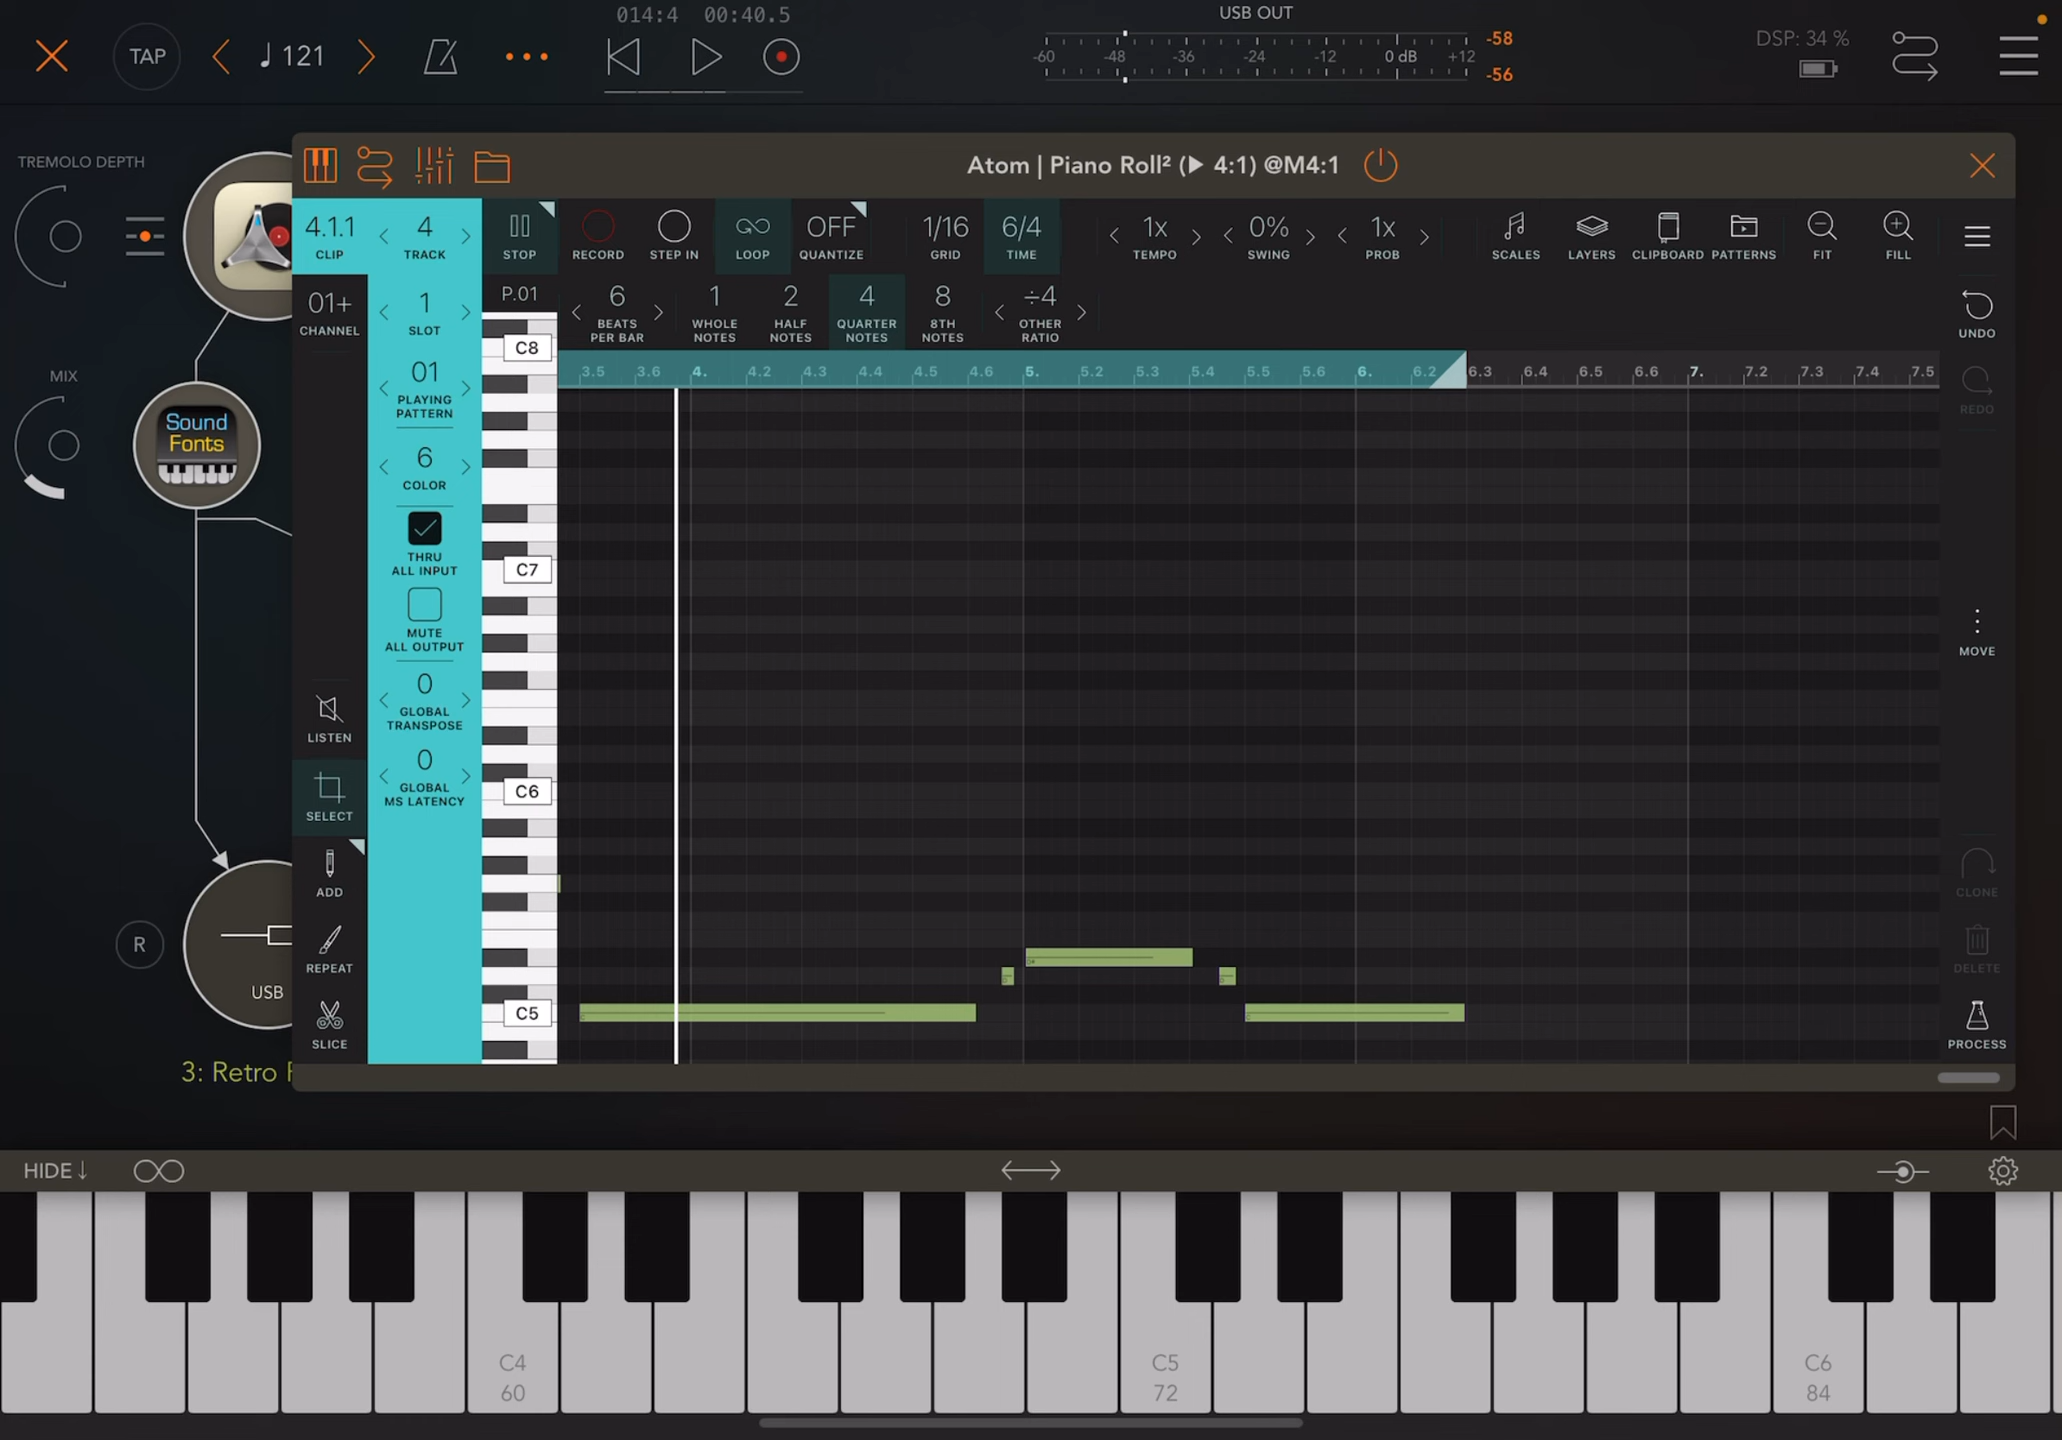 014:4 00:40.5
USB OUT
TAP
121
-60 -48 -36 -24 -12 0 dB +12
-58
-56
DSP: 34 %
TREMOLO DEPTH
Atom | Piano Roll² (▶ 4:1) @M4:1
4.1.1
CLIP
4
TRACK
STOP
RECORD
STEP IN
LOOP
OFF
QUANTIZE
1/16
GRID
6/4
TIME
1x
TEMPO
0%
SWING
1x
PROB
SCALES
LAYERS
CLIPBOARD
PATTERNS
FIT
FILL
01+
CHANNEL
1
SLOT
P.01
6
BEATS
PER BAR
1
WHOLE
NOTES
2
HALF
NOTES
4
QUARTER
NOTES
8
8TH
NOTES
÷4
OTHER
RATIO
UNDO
REDO
3.5 3.6 4. 4.2 4.3 4.4 4.5 4.6 5. 5.2 5.3 5.4 5.5 5.6 6. 6.2 6.3 6.4 6.5 6.6 7. 7.2 7.3 7.4 7.5
MIX
Sound
Fonts
01
PLAYING
PATTERN
6
COLOR
THRU
ALL INPUT
MUTE
ALL OUTPUT
0
GLOBAL
TRANSPOSE
0
GLOBAL
MS LATENCY
C8
C7
C6
C5
LISTEN
SELECT
ADD
REPEAT
SLICE
MOVE
CLONE
DELETE
PROCESS
R
USB
3: Retro
HIDE↓
C4
60
C5
72
C6
84